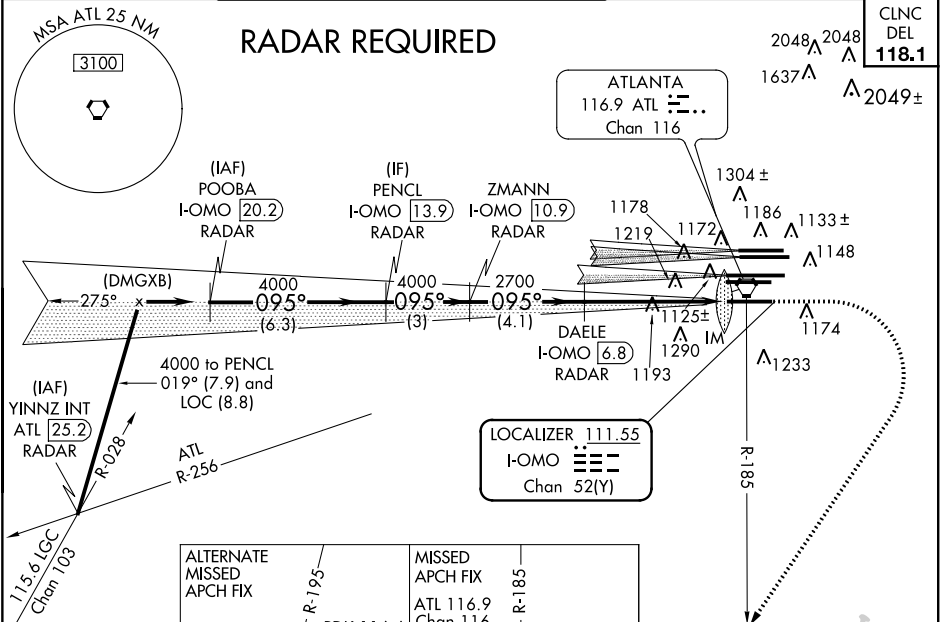 MSA ATL 25 NM
3100
RADAR REQUIRED
CLNC
DEL
118.1
2048
2048
1637
2049±
ATLANTA
116.9 ATL
Chan 116
(IAF)
POOBA
I-OMO 20.2
RADAR
(IF)
PENCL
I-OMO 13.9
RADAR
ZMANN
I-OMO 10.9
RADAR
1304±
1178
1172
1186
1133±
1219
1148
(DMGXB)
275°
4000
095°
(6.3)
4000
095°
(3)
2700
095°
(4.1)
1125±
IM
1174
DAELE
I-OMO 6.8
RADAR
1193
1290
1233
4000 to PENCL
019° (7.9) and
LOC (8.8)
(IAF)
YINNZ INT
ATL 25.2
RADAR
R-028
ATL
R-256
LOCALIZER 111.55
I-OMO
Chan 52(Y)
R-185
115.6 LGC
Chan 103
ALTERNATE
MISSED
APCH FIX
R-195
MISSED
APCH FIX
ATL 116.9
Chan 116
R-185